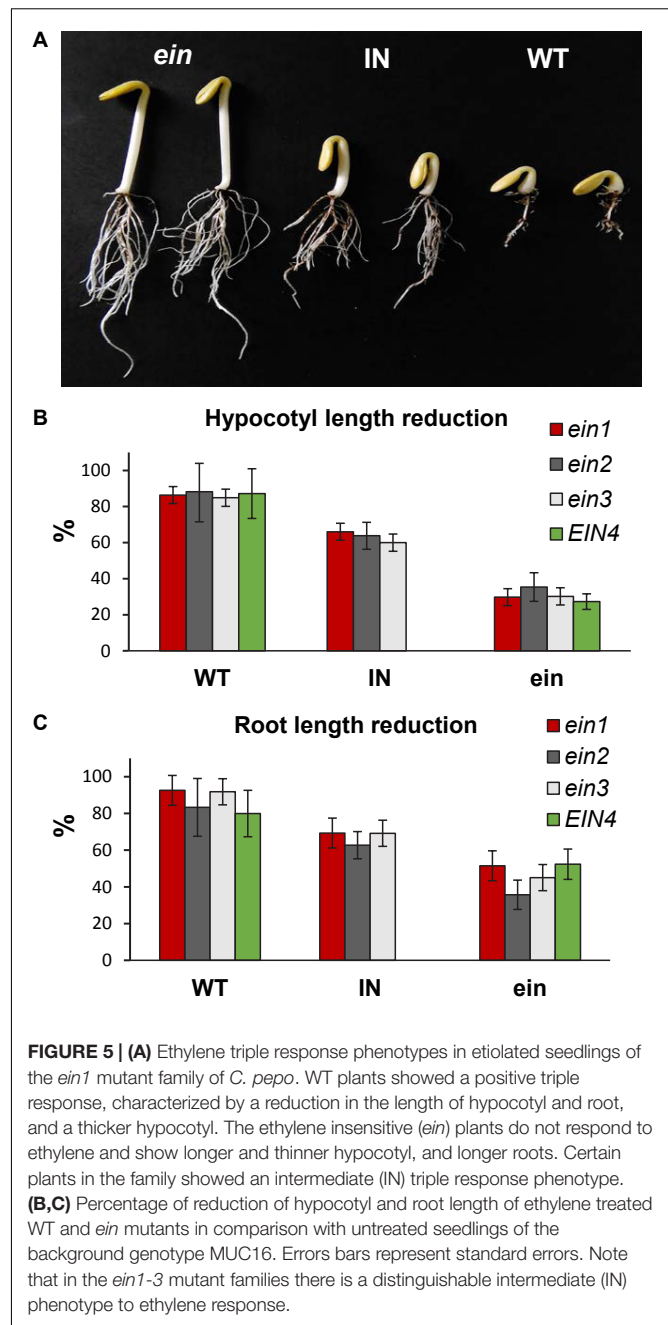 A
ein IN WT
B
Hypocotyl length reduction
ein1
ein2
ein3
EIN4
%
100
80
60
40
20
0
WT IN ein
C
Root length reduction
ein1
ein2
ein3
EIN4
%
100
80
60
40
20
0
WT IN ein
FIGURE 5 | (A) Ethylene triple response phenotypes in etiolated seedlings of
the ein1 mutant family of C. pepo. WT plants showed a positive triple
response, characterized by a reduction in the length of hypocotyl and root,
and a thicker hypocotyl. The ethylene insensitive (ein) plants do not respond to
ethylene and show longer and thinner hypocotyl, and longer roots. Certain
plants in the family showed an intermediate (IN) triple response phenotype.
(B,C) Percentage of reduction of hypocotyl and root length of ethylene treated
WT and ein mutants in comparison with untreated seedlings of the
background genotype MUC16. Errors bars represent standard errors. Note
that in the ein1-3 mutant families there is a distinguishable intermediate (IN)
phenotype to ethylene response.